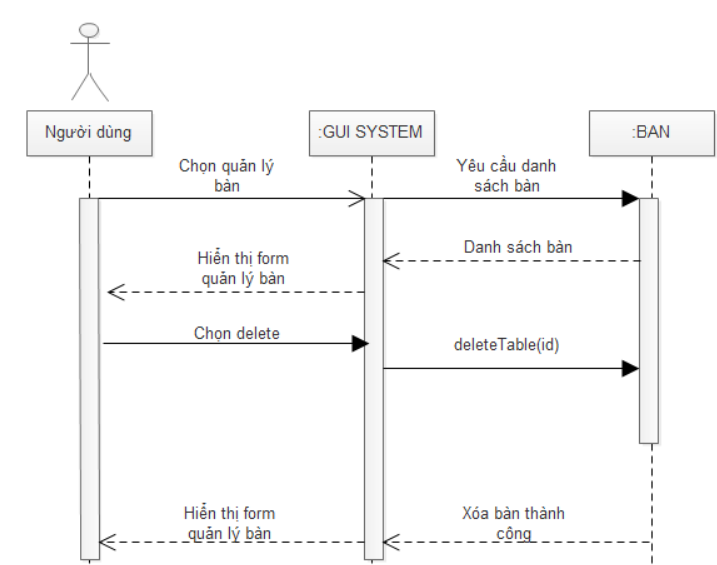 Người dùng
:GUI SYSTEM
:BAN
Chọn quản lý
bàn
Yêu cầu danh
sách bàn
Danh sách bàn
Hiển thị form
quản lý bàn
Chọn delete
deleteTable(id)
Hiển thị form
quản lý bàn
Xóa bàn thành
công